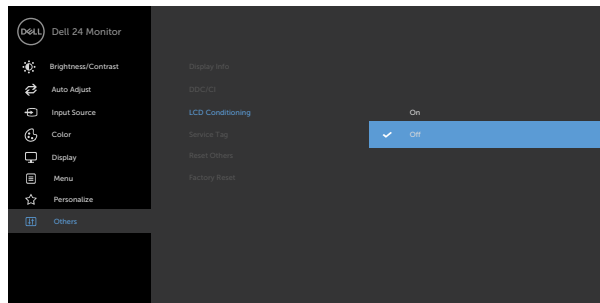 DELL Dell 24 Monitor
Brightness/Contrast
Auto Adjust
Input Source
Color
Display
Menu
Personalize
Others
Display Info
DDC/CI
LCD Conditioning
Service Tag
Reset Others
Factory Reset
On
Off